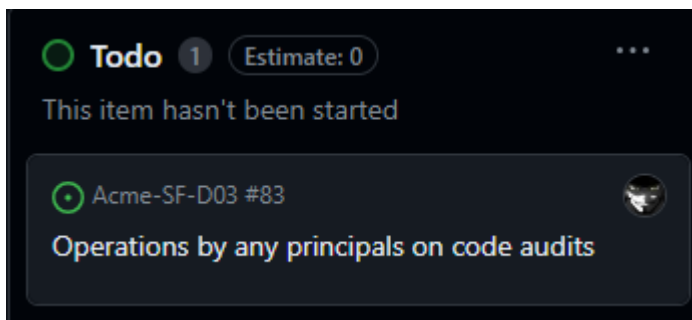 Todo 1 Estimate: 0
This item hasn't been started
Acme-SF-D03 #83
Operations by any principals on code audits